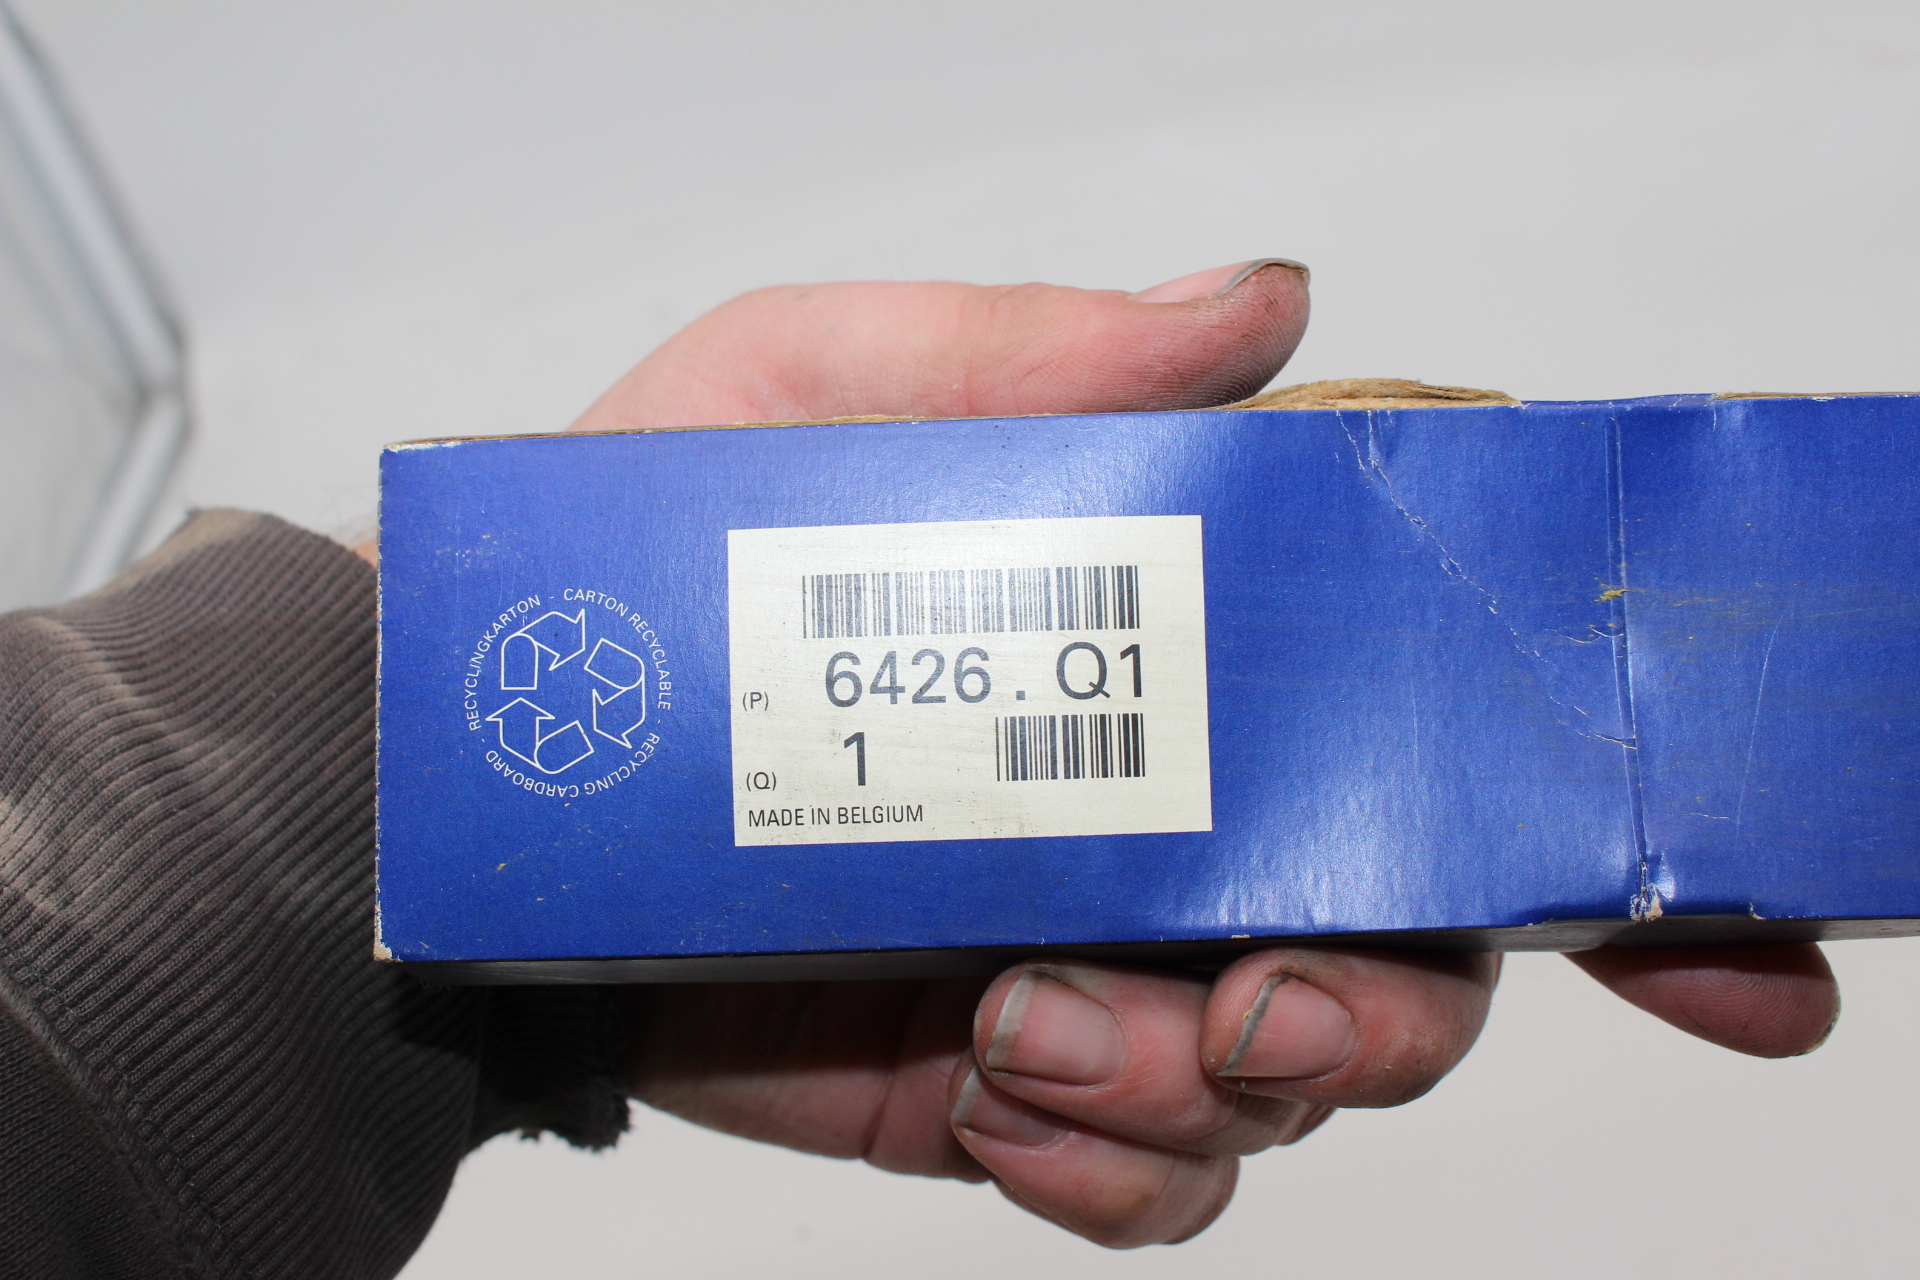 RECYCLINGKARTON - CARTON RECYCLABLE - RECYCLING CARDBOARD -
(P) 6426 . Q1
(Q) 1
MADE IN BELGIUM